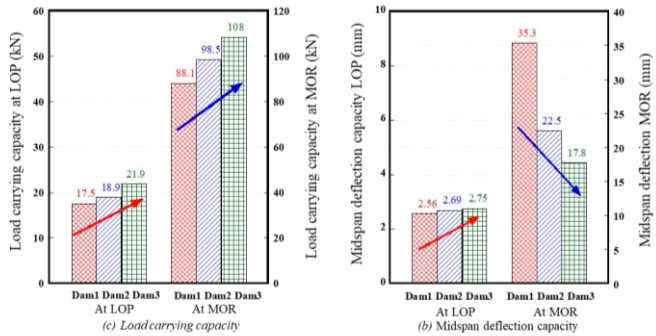 Load carrying capacity at LOP (kN)
60
50
40
30
20
10
0
17.5
18.9
21.9
88.1
98.5
108
120
100
80
60
40
20
0
Load carrying capacity at MOR (kN)
Dam1 Dam2 Dam3
Dam1 Dam2 Dam3
At LOP
At MOR
(c) Load carrying capacity
Midspan deflection capacity LOP (mm)
10
8
6
4
2
0
2.56
2.69
2.75
35.3
22.5
17.8
40
35
30
25
20
15
10
5
0
Midspan deflection MOR (mm)
Dam1 Dam2 Dam3
Dam1 Dam2 Dam3
At LOP
At MOR
(b) Midspan deflection capacity